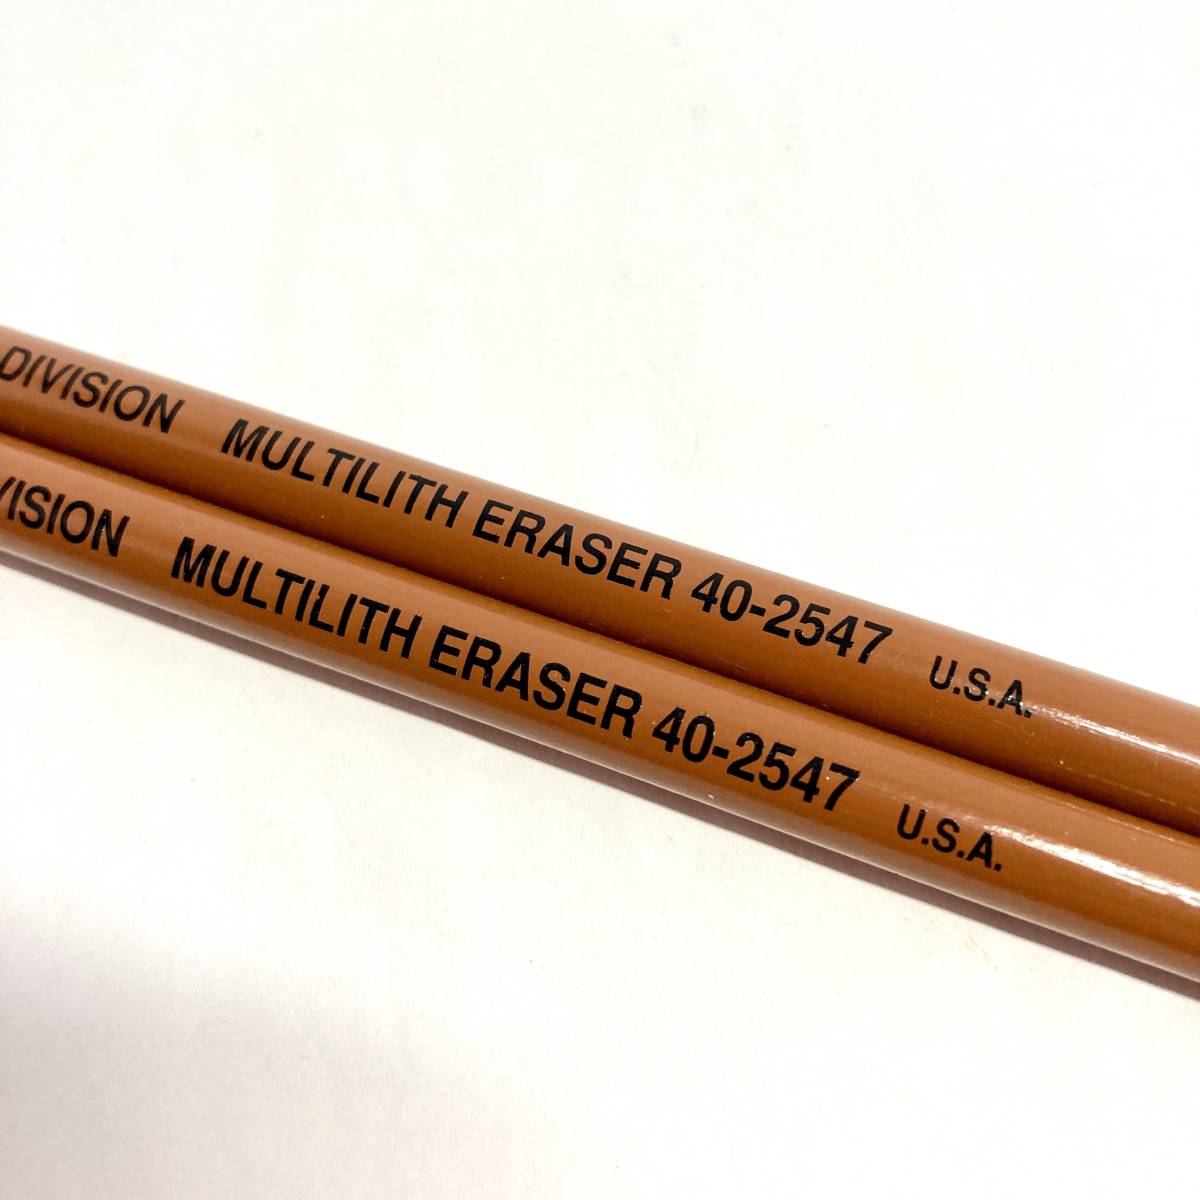 DIVISION MULTILITH ERASER 40-2547 U.S.A.
VISION MULTILITH ERASER 40-2547 U.S.A.